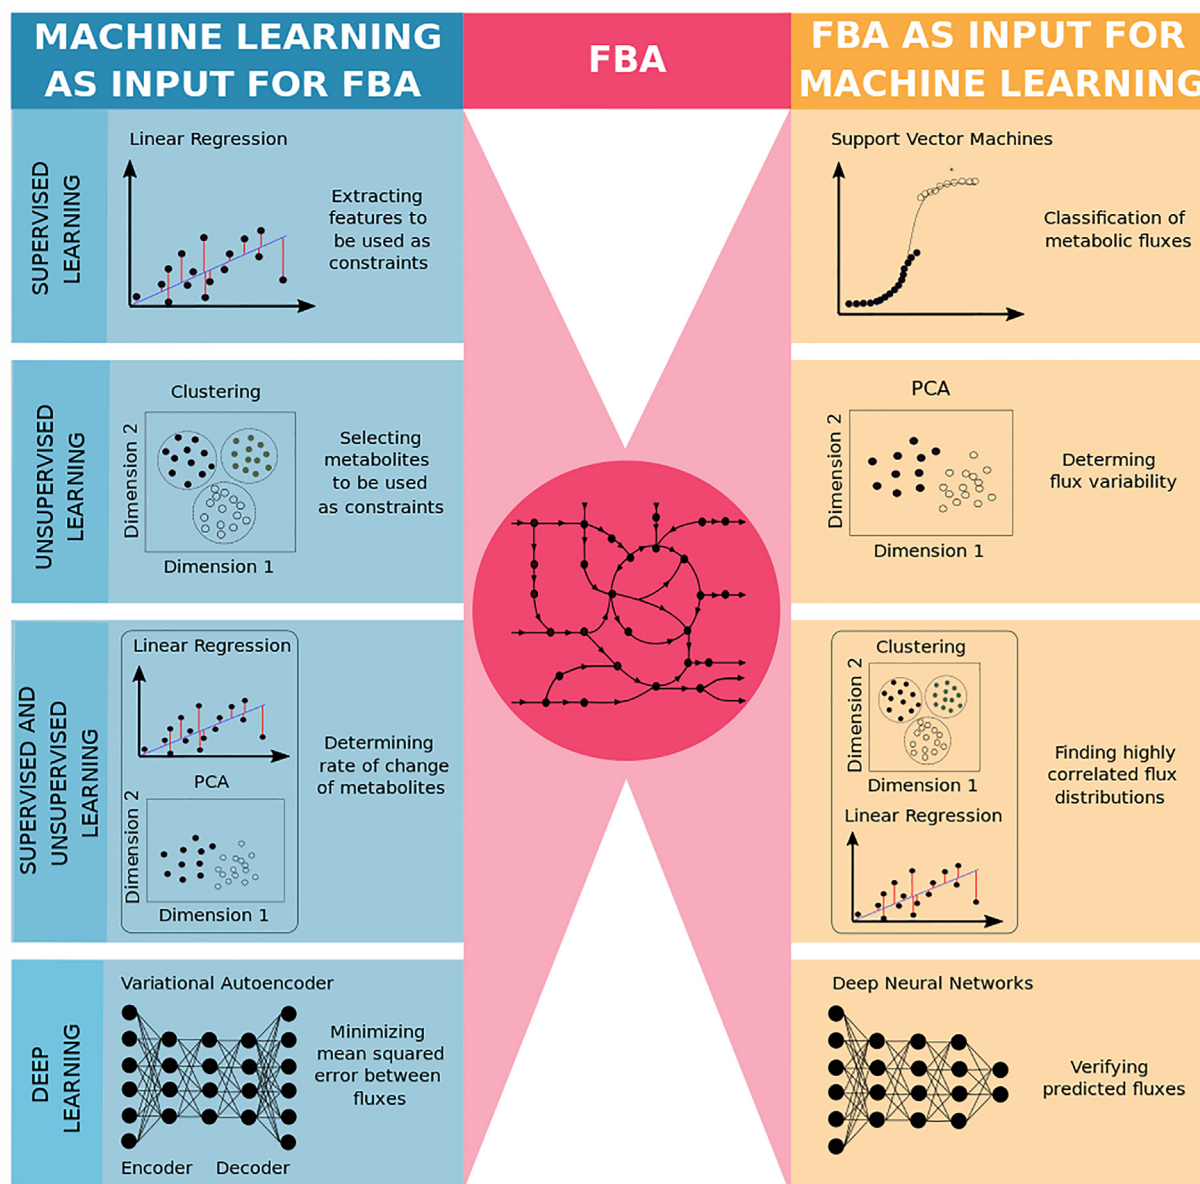 MACHINE LEARNING
AS INPUT FOR FBA
FBA
FBA AS INPUT FOR
MACHINE LEARNING
SUPERVISED
LEARNING
Linear Regression
Extracting
features to
be used as
constraints
Support Vector Machines
Classification of
metabolic fluxes
UNSUPERVISED
LEARNING
Clustering
Dimension 2
Dimension 1
Selecting
metabolites
to be used
as constraints
PCA
Dimension 2
Dimension 1
Determing
flux variability
SUPERVISED AND
UNSUPERVISED
LEARNING
Linear Regression
PCA
Dimension 2
Dimension 1
Determining
rate of change
of metabolites
Clustering
Dimension 2
Dimension 1
Linear Regression
Finding highly
correlated flux
distributions
DEEP
LEARNING
Variational Autoencoder
Encoder
Decoder
Minimizing
mean squared
error between
fluxes
Deep Neural Networks
Verifying
predicted fluxes